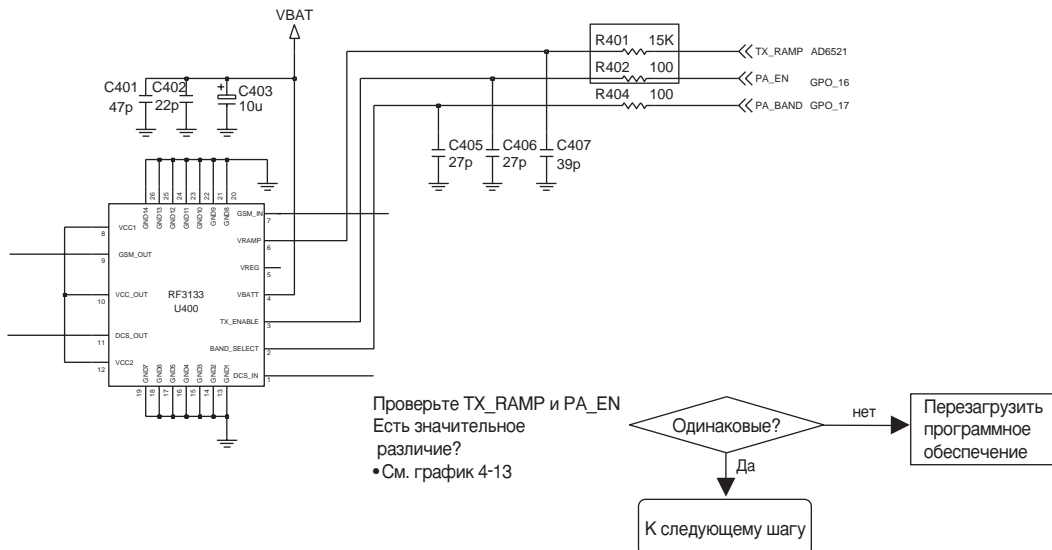 VBAT
R401 15K
TX_RAMP AD6521
R402 100
PA_EN GPO_16
R404 100
PA_BAND GPO_17
C401
47p
C402
22p
+
C403
10u
C405
27p
C406
27p
C407
39p
GND14 GND13 GND12 GND11 GND10 GND9 GND8
26 25 24 23 22 21 20
VCC1
8
GSM_OUT
9
VCC_OUT
10
DCS_OUT
11
VCC2
12
RF3133
U400
GSM_IN
7
VRAMP
6
VREG
5
VBATT
4
TX_ENABLE
3
BAND_SELECT
2
DCS_IN
1
GND7 GND6 GND5 GND4 GND3 GND2 GND1
19 18 17 16 15 14 13
Проверьте TX_RAMP и PA_EN
Есть значительное
различие?
•См. график 4-13
Одинаковые?
нет
Перезагрузить
программное
обеспечение
Да
К следующему шагу